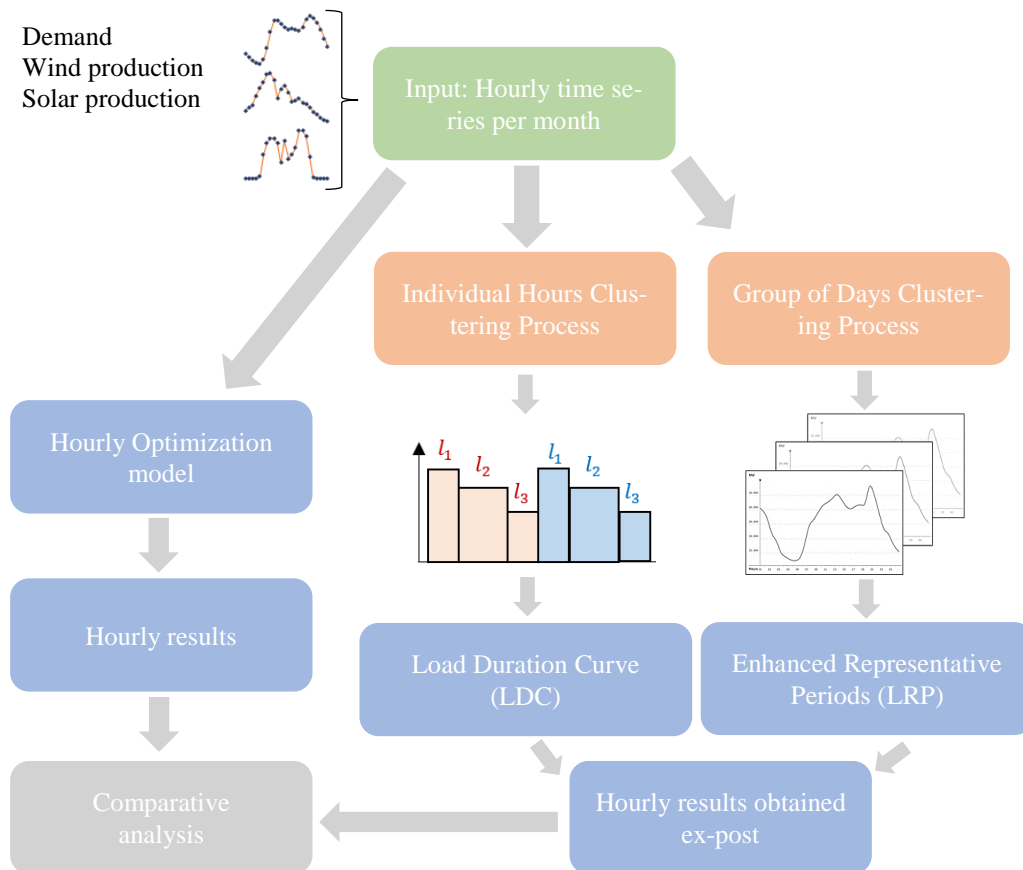 Demand
Wind production
Solar production
Input: Hourly time se-
ries per month
Individual Hours Clus-
tering Process
Group of Days Cluster-
ing Process
Hourly Optimization
model
l₁
l₂
l₃
l₁
l₂
l₃
Hourly results
Load Duration Curve
(LDC)
Enhanced Representative
Periods (LRP)
Comparative
analysis
Hourly results obtained
ex-post